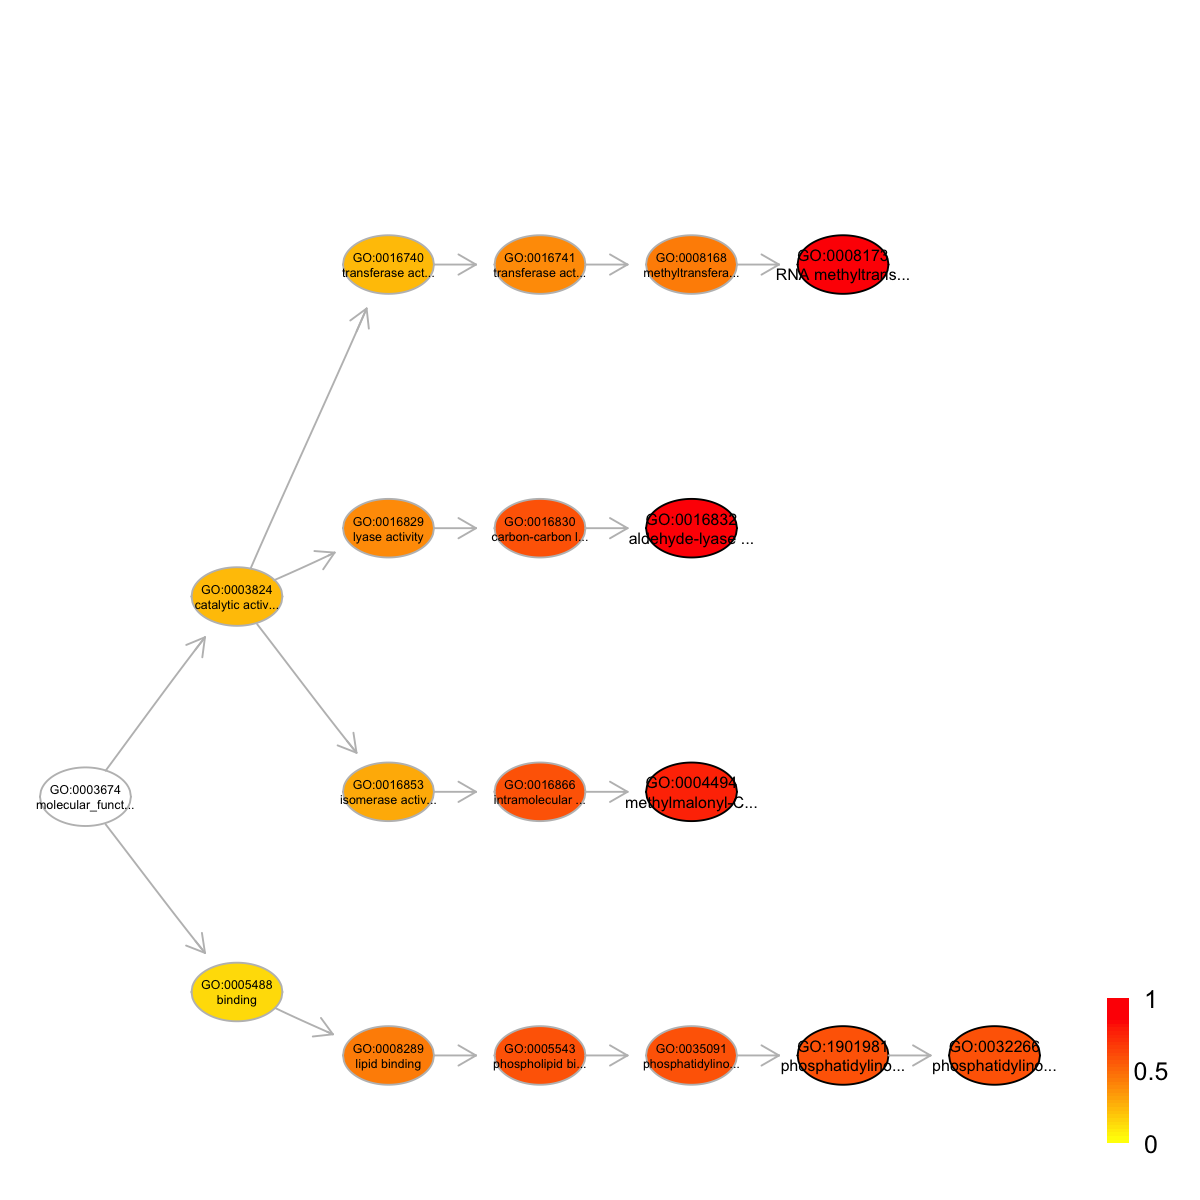 GO:0016740
transferase act...
GO:0016741
transferase act...
GO:0008168
methyltransfera...
GO:0008173
RNA methyltrans...
GO:0016829
lyase activity
GO:0016830
carbon-carbon l...
GO:0016832
aldehyde-lyase ...
GO:0003824
catalytic activ...
GO:0003674
molecular_funct...
GO:0016853
isomerase activ...
GO:0016866
intramolecular ...
GO:0004494
methylmalonyl-C...
GO:0005488
binding
GO:0008289
lipid binding
GO:0005543
phospholipid bi...
GO:0035091
phosphatidylino...
GO:1901981
phosphatidylino...
GO:0032266
phosphatidylino...
1
0.5
0